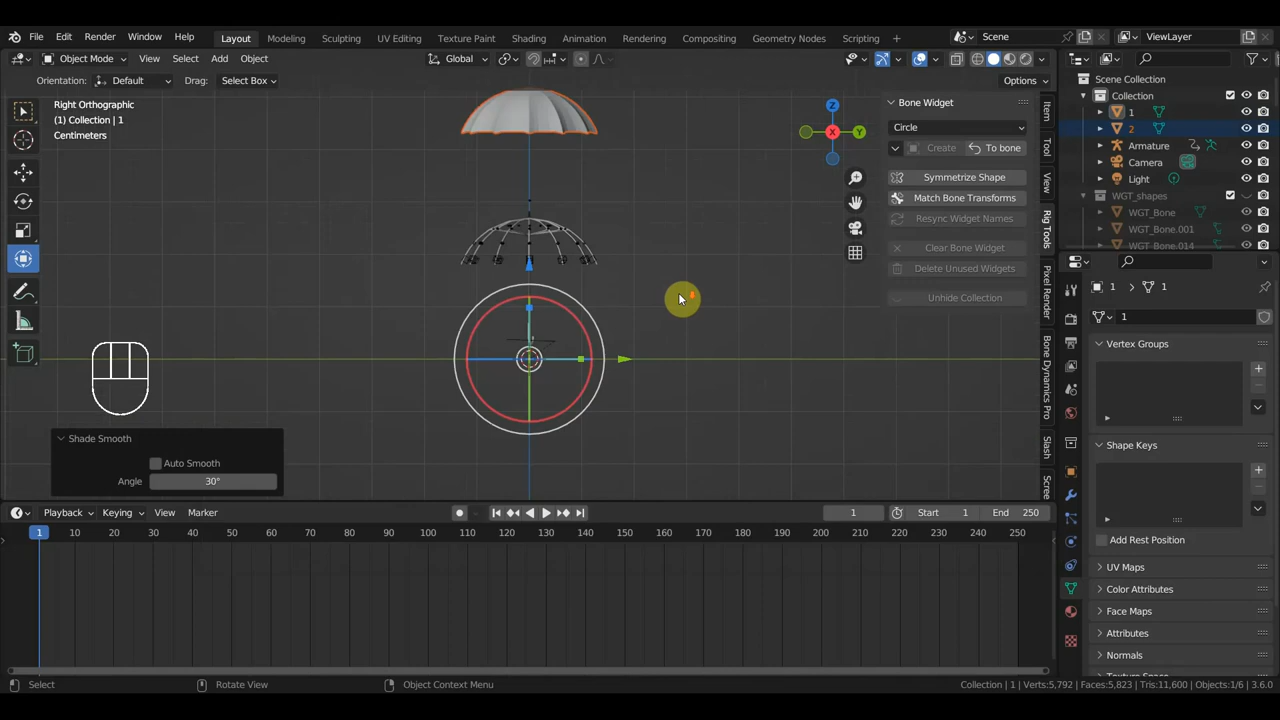 File Edit Render Window Help Layout Modeling Sculpting UV Editing Texture Paint Shading Animation Rendering Compositing Geometry Nodes Scripting + Scene ViewLayer
Object Mode View Select Add Object Global
Orientation: Default Drag: Select Box Options
Right Orthographic
(1) Collection | 1
Centimeters
Bone Widget
Circle
Create To bone
Symmetrize Shape
Match Bone Transforms
Resync Widget Names
Clear Bone Widget
Delete Unused Widgets
Unhide Collection
Z
X
Y
Item
Tool
View
Rig Tools
Pixel Render
Bone Dynamics Pro
Slash
Scree
Scene Collection
Collection
1
2
Armature
Camera
Light
WGT_shapes
WGT_Bone
WGT_Bone.001
WGT_Bone.014
1 1
1
Vertex Groups
Shape Keys
Add Rest Position
UV Maps
Color Attributes
Face Maps
Attributes
Normals
Shade Smooth
Auto Smooth
Angle 30°
Playback Keying View Marker 1 Start 1 End 250
1 10 20 30 40 50 60 70 80 90 100 110 120 130 140 150 160 170 180 190 200 210 220 230 240 250
Select Rotate View Object Context Menu Collection | 1 | Verts:5,792 | Faces:5,823 | Tris:11,600 | Objects:1/6 | 3.6.0